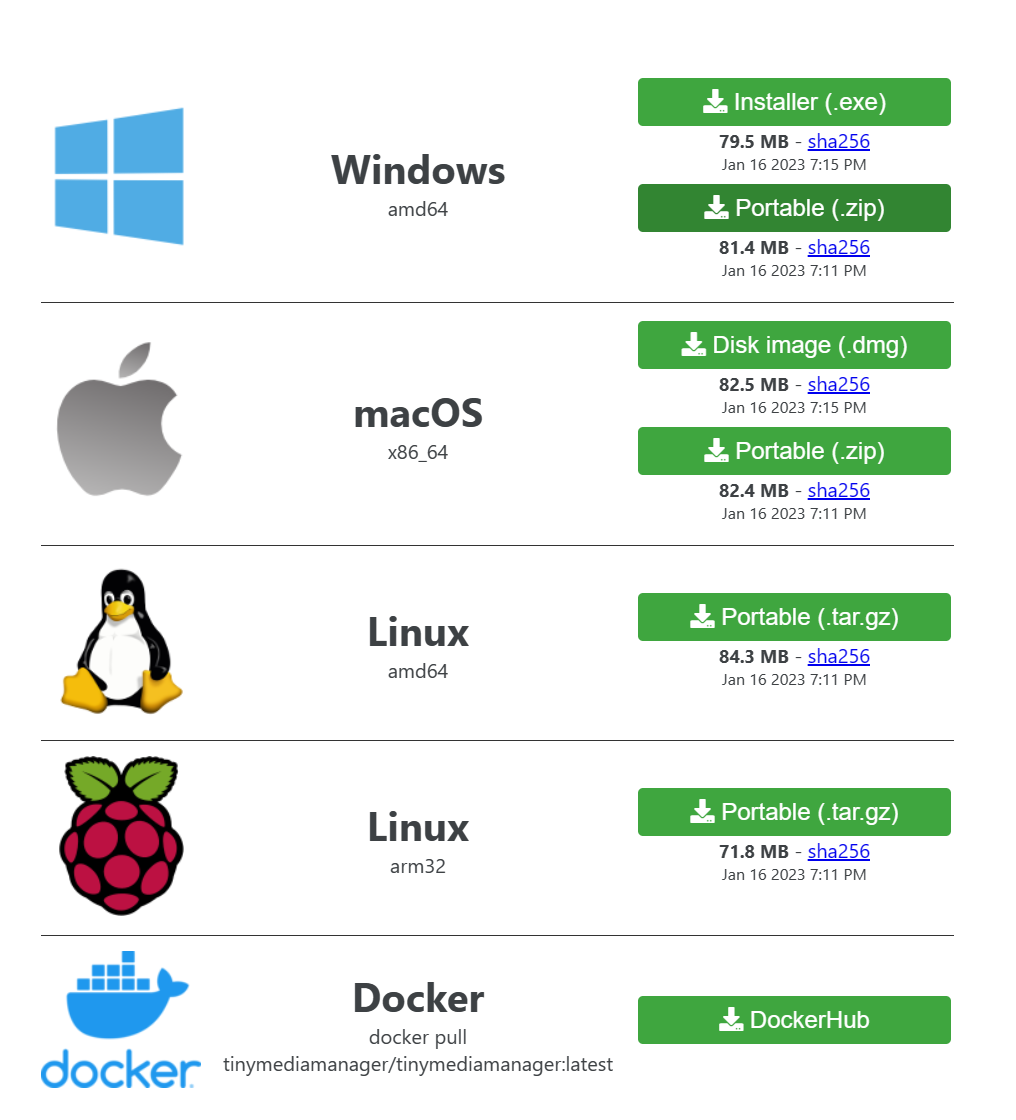 Windows
amd64
Installer (.exe)
79.5 MB - sha256
Jan 16 2023 7:15 PM
Portable (.zip)
81.4 MB - sha256
Jan 16 2023 7:11 PM
macOS
x86_64
Disk image (.dmg)
82.5 MB - sha256
Jan 16 2023 7:15 PM
Portable (.zip)
82.4 MB - sha256
Jan 16 2023 7:11 PM
Linux
amd64
Portable (.tar.gz)
84.3 MB - sha256
Jan 16 2023 7:11 PM
Linux
arm32
Portable (.tar.gz)
71.8 MB - sha256
Jan 16 2023 7:11 PM
docker
Docker
docker pull
tinymediamanager/tinymediamanager:latest
DockerHub